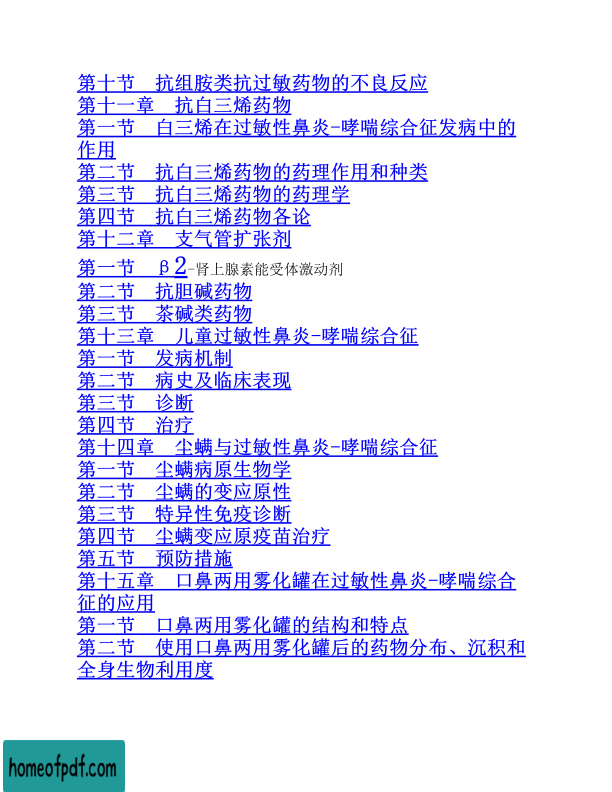 第十节　抗组胺类抗过敏药物的不良反应
第十一章　抗白三烯药物
第一节　白三烯在过敏性鼻炎-哮喘综合征发病中的
作用
第二节　抗白三烯药物的药理作用和种类
第三节　抗白三烯药物的药理学
第四节　抗白三烯药物各论
第十二章　支气管扩张剂
第一节　β2-肾上腺素能受体激动剂
第二节　抗胆碱药物
第三节　茶碱类药物
第十三章　儿童过敏性鼻炎-哮喘综合征
第一节　发病机制
第二节　病史及临床表现
第三节　诊断
第四节　治疗
第十四章　尘螨与过敏性鼻炎-哮喘综合征
第一节　尘螨病原生物学
第二节　尘螨的变应原性
第三节　特异性免疫诊断
第四节　尘螨变应原疫苗治疗
第五节　预防措施
第十五章　口鼻两用雾化罐在过敏性鼻炎-哮喘综合
征的应用
第一节　口鼻两用雾化罐的结构和特点
第二节　使用口鼻两用雾化罐后的药物分布、沉积和
全身生物利用度
homeofpdf.com